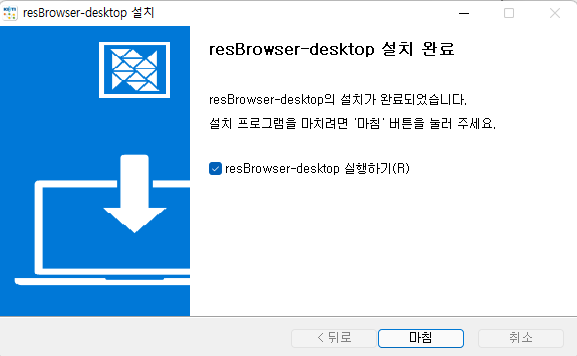 resBrowser-desktop 설치
resBrowser-desktop 설치 완료
resBrowser-desktop의 설치가 완료되었습니다.
설치 프로그램을 마치려면 '마침' 버튼을 눌러 주세요.
resBrowser-desktop 실행하기(R)
< 뒤로
마침
취소